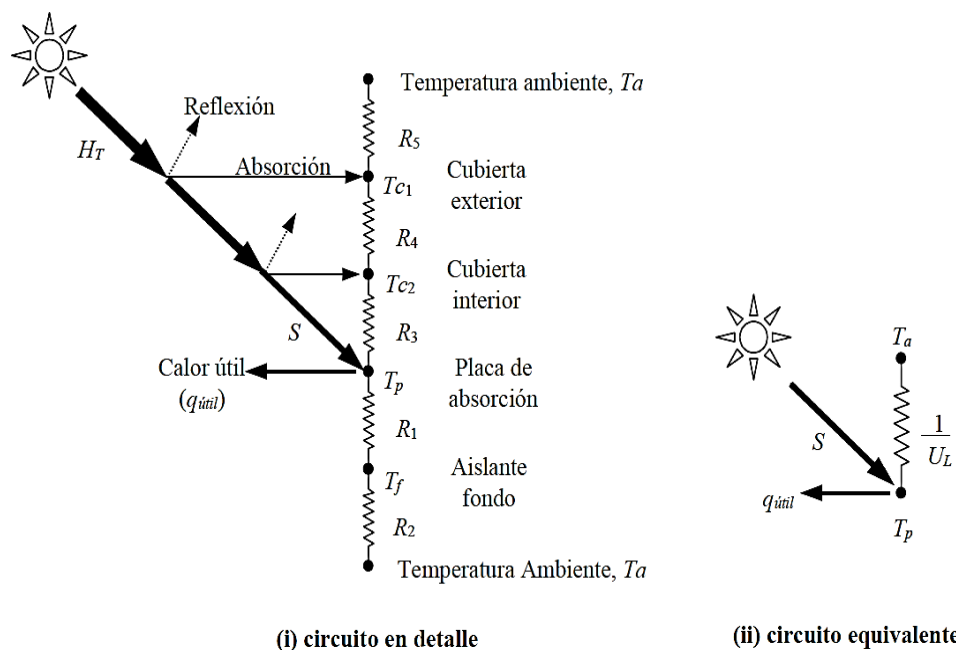 Temperatura ambiente, Ta
Reflexión
R5
HT
Absorción
Tc1
Cubierta
exterior
R4
Tc2
Cubierta
interior
S
R3
Calor útil
(qútil)
Tp
Placa de
absorción
R1
Tf
Aislante
fondo
R2
Temperatura Ambiente, Ta
(i) circuito en detalle
Ta
S
1
UL
qútil
Tp
(ii) circuito equivalente